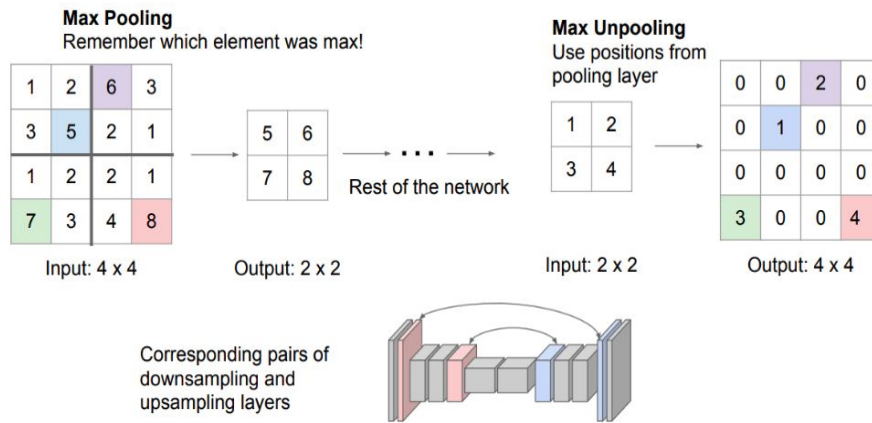 Max Pooling
Remember which element was max!
1 2 6 3
3 5 2 1
1 2 2 1
7 3 4 8
Input: 4 x 4
5 6
7 8
Output: 2 x 2
...
Rest of the network
Max Unpooling
Use positions from
pooling layer
1 2
3 4
Input: 2 x 2
0 0 2 0
0 1 0 0
0 0 0 0
3 0 0 4
Output: 4 x 4
Corresponding pairs of
downsampling and
upsampling layers